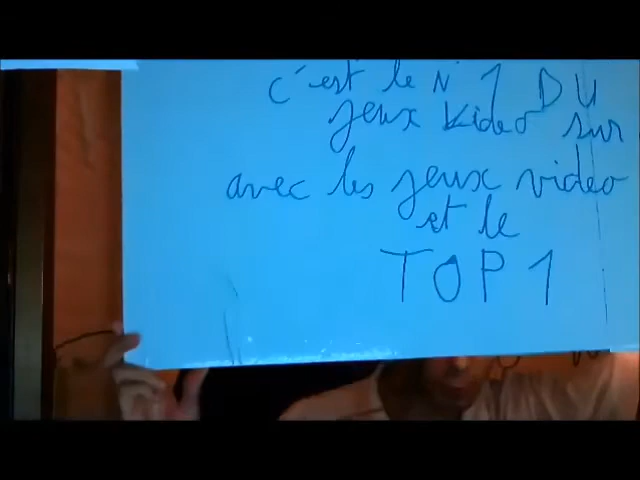 c'est le N° 1 DU
jeux video sur
avec les jeux video
et le
TOP 1